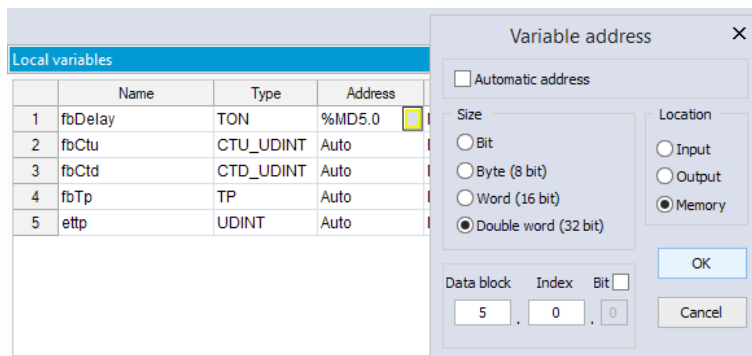 Local variables
Name Type Address
1 fbDelay TON %MD5.0
2 fbCtu CTU_UDINT Auto
3 fbCtd CTD_UDINT Auto
4 fbTp TP Auto
5 ettp UDINT Auto
Variable address
Automatic address
Size
Bit
Byte (8 bit)
Word (16 bit)
Double word (32 bit)
Location
Input
Output
Memory
Data block Index Bit
5 . 0 . 0
OK
Cancel